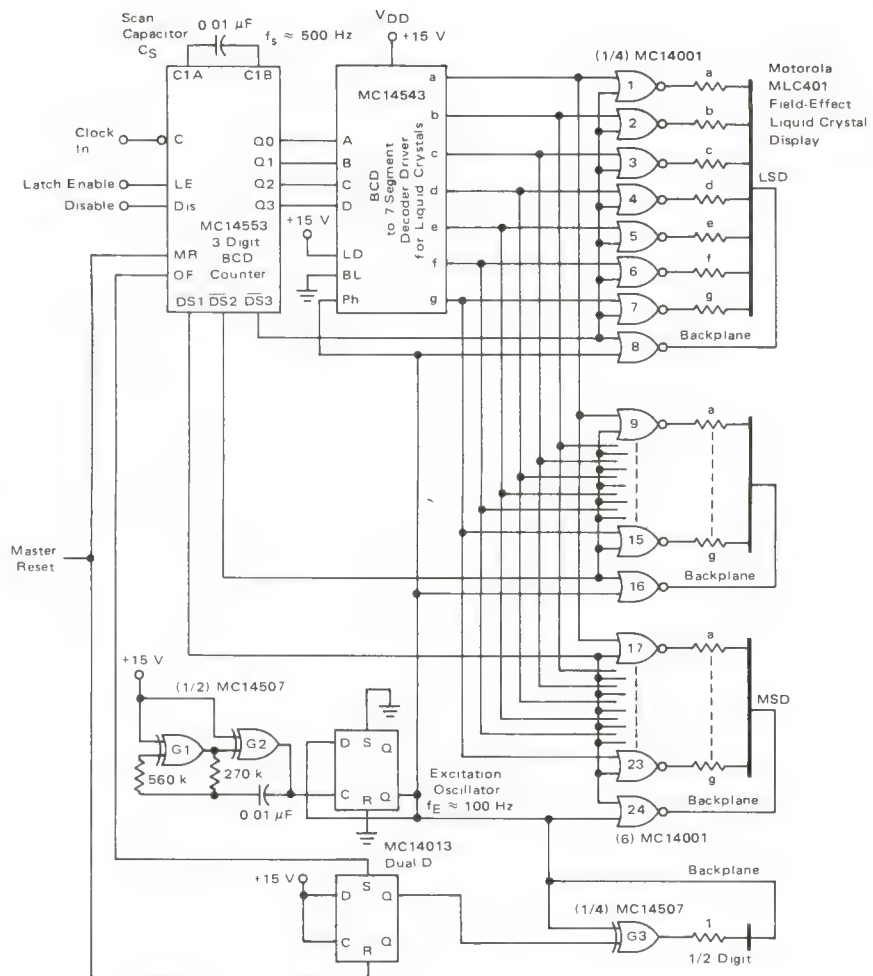 Scan
Capacitor
CS
0 01 µF
fs ≈ 500 Hz
C1A
C1B
Clock
In
C
Q0
Q1
Q2
Q3
Latch Enable
LE
Disable
Dis
MC14553
3 Digit
BCD
Counter
MR
OF
DS1 DS2 DS3
VDD
+15 V
MC14543
BCD
to 7 Segment
Decoder Driver
for Liquid Crystals
A
B
C
D
+15 V
LD
BL
Ph
a
b
c
d
e
f
g
(1/4) MC14001
1
2
3
4
5
6
7
8
a
b
c
d
e
f
g
Backplane
LSD
Motorola
MLC401
Field-Effect
Liquid Crystal
Display
9
a
15
g
16
Backplane
Master
Reset
17
a
MSD
23
g
24
Backplane
(6) MC14001
+15 V
(1/2) MC14507
G1
G2
560 k
270 k
0 01 µF
D S Q
C R Q
Excitation
Oscillator
fE ≈ 100 Hz
MC14013
Dual D
+15 V
D S Q
C R Q
Backplane
(1/4) MC14507
G3
1
1/2 Digit